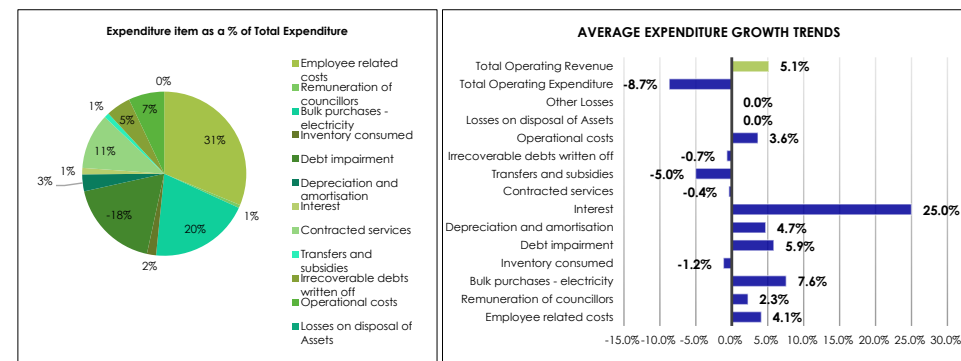 Expenditure item as a % of Total Expenditure
0%
1%
5%
7%
31%
11%
1%
3%
-18%
20%
1%
2%
Employee related
costs
Remuneration of
councillors
Bulk purchases -
electricity
Inventory consumed
Debt impairment
Depreciation and
amortisation
Interest
Contracted services
Transfers and
subsidies
Irrecoverable debts
written off
Operational costs
Losses on disposal of
Assets
AVERAGE EXPENDITURE GROWTH TRENDS
Total Operating Revenue 5.1%
Total Operating Expenditure -8.7%
Other Losses 0.0%
Losses on disposal of Assets 0.0%
Operational costs 3.6%
Irrecoverable debts written off -0.7%
Transfers and subsidies -5.0%
Contracted services -0.4%
Interest 25.0%
Depreciation and amortisation 4.7%
Debt impairment 5.9%
Inventory consumed -1.2%
Bulk purchases - electricity 7.6%
Remuneration of councillors 2.3%
Employee related costs 4.1%
-15.0% -10.0% -5.0% 0.0% 5.0% 10.0% 15.0% 20.0% 25.0% 30.0%